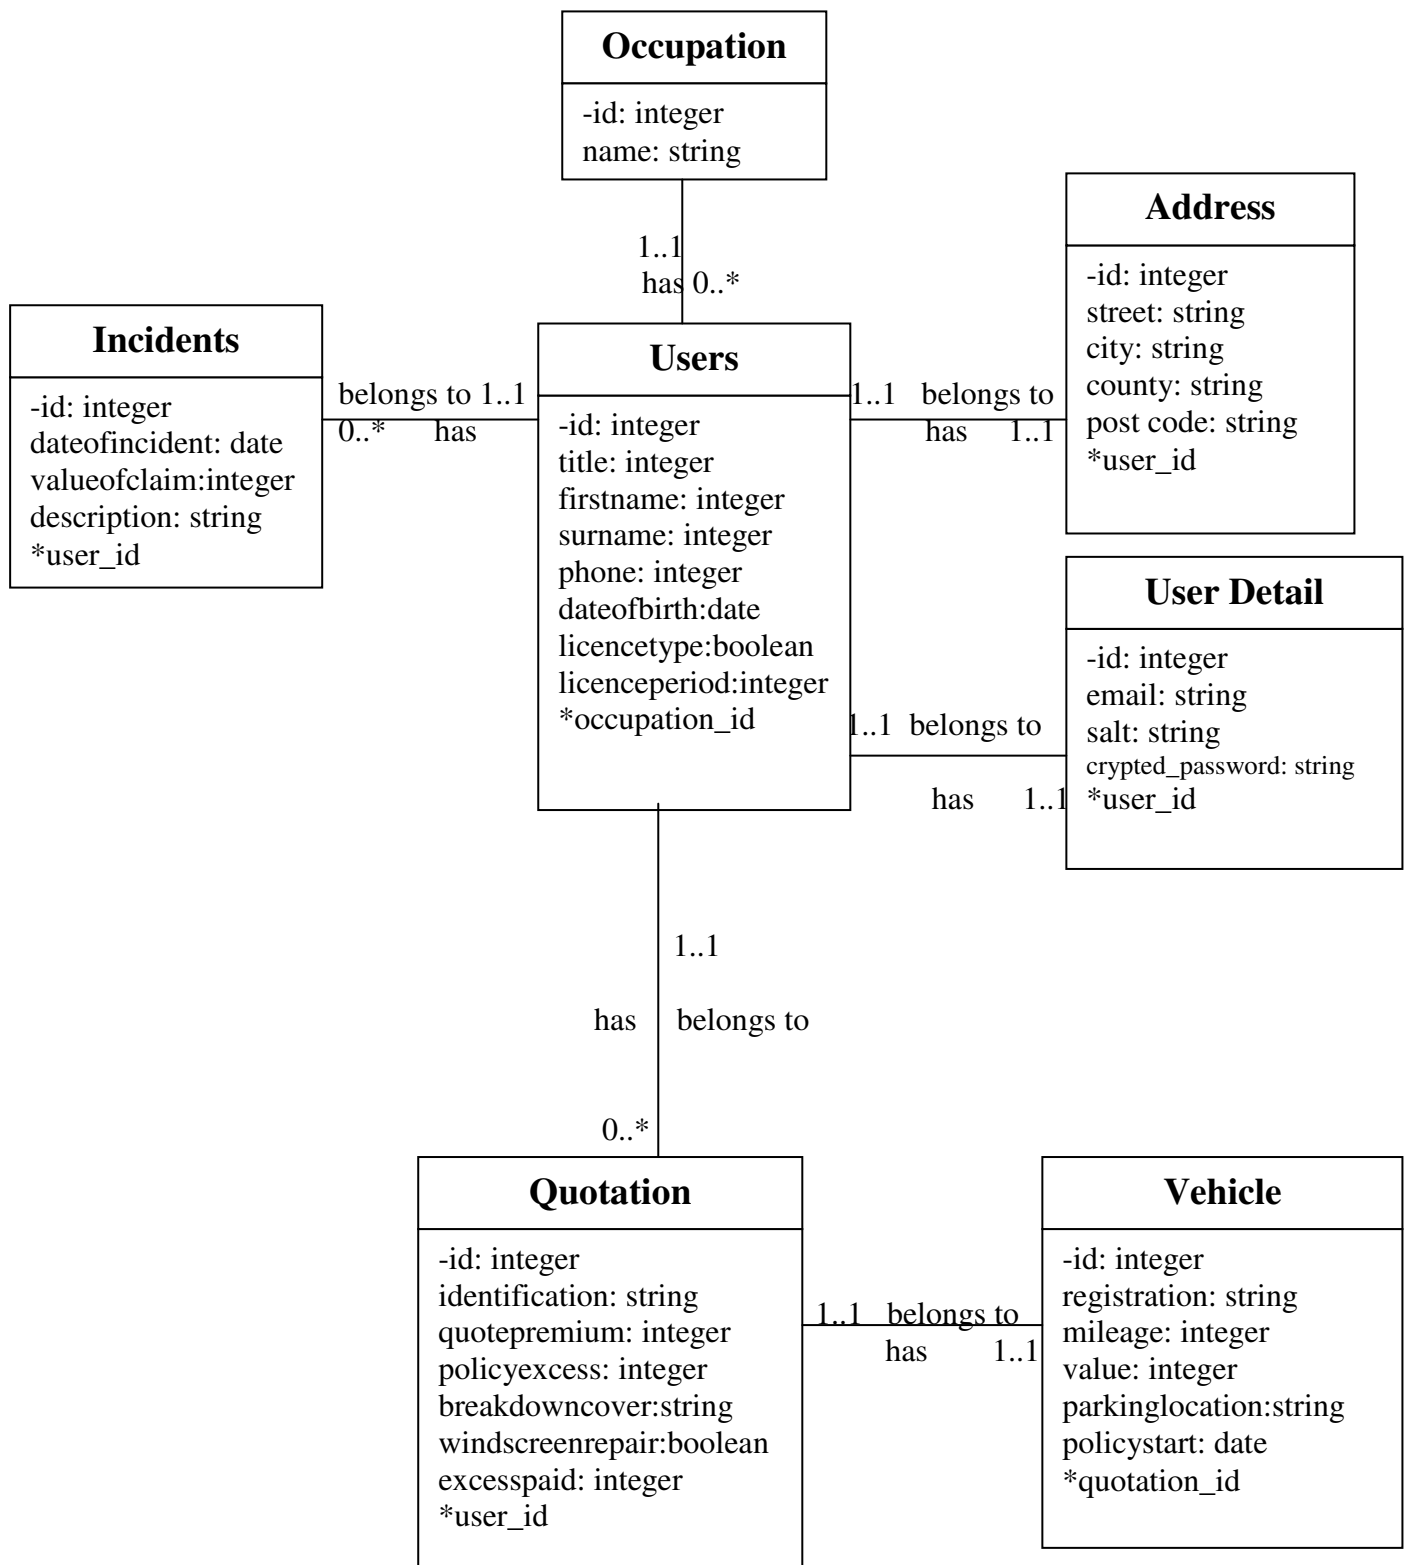 Occupation
-id: integer
name: string
1..1
has 0..*
Address
-id: integer
street: string
city: string
county: string
post code: string
*user_id
Incidents
-id: integer
dateofincident: date
valueofclaim:integer
description: string
*user_id
belongs to 1..1
0..* has
Users
-id: integer
title: integer
firstname: integer
surname: integer
phone: integer
dateofbirth:date
licencetype:boolean
licenceperiod:integer
*occupation_id
1..1 belongs to
has 1..1
User Detail
-id: integer
email: string
salt: string
crypted_password: string
*user_id
1..1 belongs to
has 1..1
1..1
has belongs to
0..*
Quotation
-id: integer
identification: string
quotepremium: integer
policyexcess: integer
breakdowncover:string
windscreenrepair:boolean
excesspaid: integer
*user_id
1..1 belongs to
has 1..1
Vehicle
-id: integer
registration: string
mileage: integer
value: integer
parkinglocation:string
policystart: date
*quotation_id